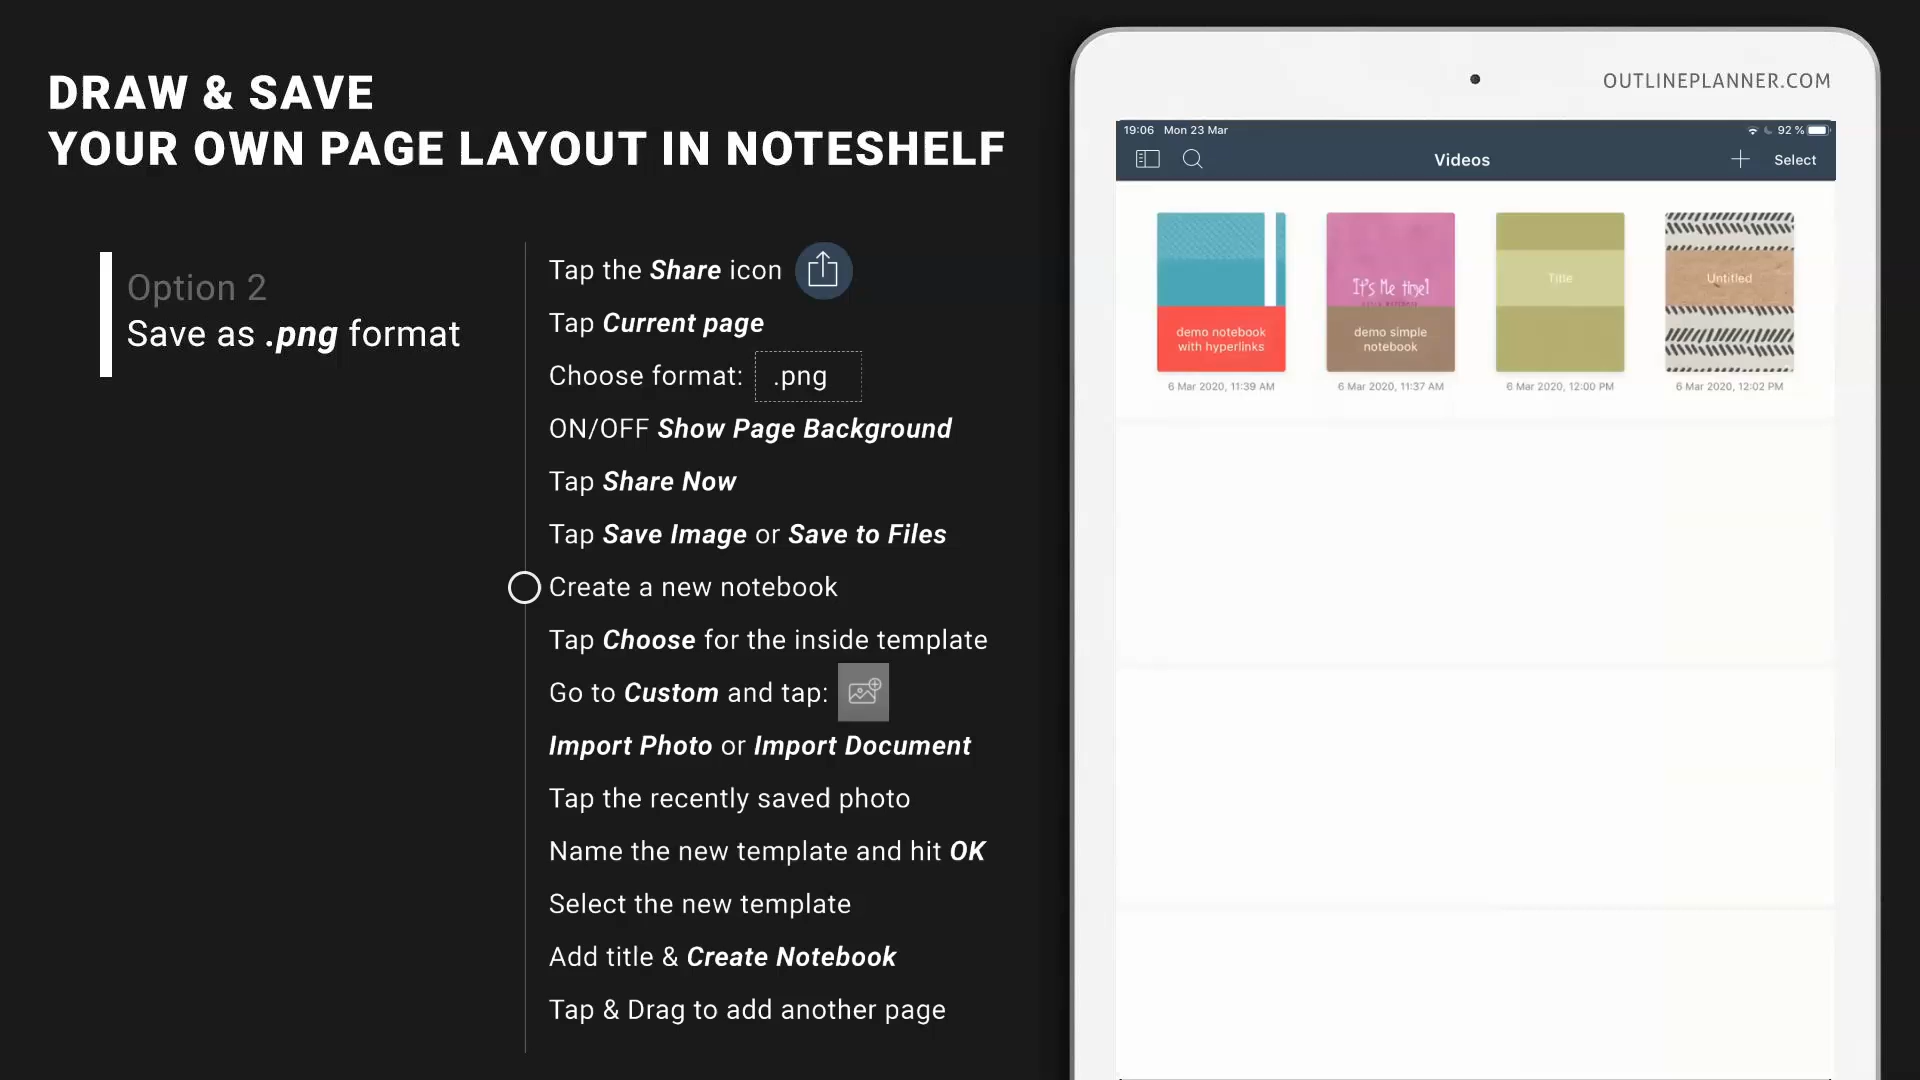 DRAW & SAVE
YOUR OWN PAGE LAYOUT IN NOTESHELF
Option 2
Save as .png format
Tap the Share icon
Tap Current page
Choose format: .png
ON/OFF Show Page Background
Tap Share Now
Tap Save Image or Save to Files
Create a new notebook
Tap Choose for the inside template
Go to Custom and tap:
Import Photo or Import Document
Tap the recently saved photo
Name the new template and hit OK
Select the new template
Add title & Create Notebook
Tap & Drag to add another page
OUTLINEPLANNER.COM
19:06 Mon 23 Mar 92 %
Videos Select
It's Me time!
demo notebook
with hyperlinks
demo simple
notebook
Title
Untitled
6 Mar 2020, 11:39 AM
6 Mar 2020, 11:37 AM
6 Mar 2020, 12:00 PM
6 Mar 2020, 12:02 PM